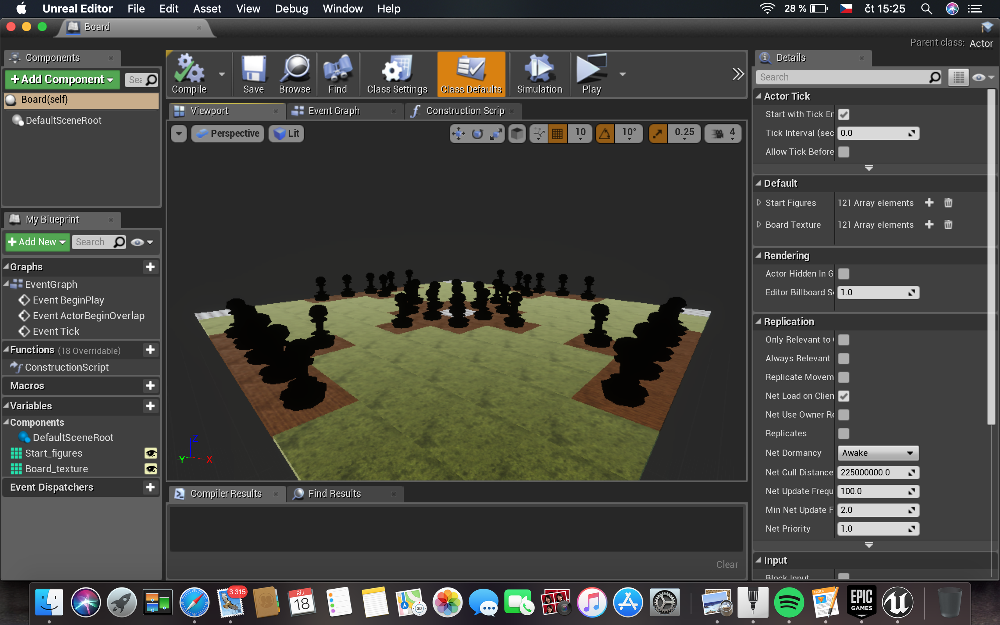 Unreal Editor File Edit Asset View Debug Window Help 28 % čt 15:25
Board
Parent class: Actor
Components
+ Add Component Sea
Board(self)
DefaultSceneRoot
My Blueprint
+ Add New Search
Graphs
EventGraph
Event BeginPlay
Event ActorBeginOverlap
Event Tick
Functions (18 Overridable)
ConstructionScript
Macros
Variables
Components
DefaultSceneRoot
Start_figures
Board_texture
Event Dispatchers
Compile Save Browse Find Class Settings Class Defaults Simulation Play
Viewport Event Graph Construction Scrip
Perspective Lit 10 10° 0.25 4
Z
Y X
Compiler Results Find Results
Clear
Details
Search
Actor Tick
Start with Tick En
Tick Interval (sec 0.0
Allow Tick Before
Default
Start Figures 121 Array elements
Board Texture 121 Array elements
Rendering
Actor Hidden In G
Editor Billboard S 1.0
Replication
Only Relevant to
Always Relevant
Replicate Movem
Net Load on Clien
Net Use Owner Re
Replicates
Net Dormancy Awake
Net Cull Distance 225000000.0
Net Update Frequ 100.0
Min Net Update F 2.0
Net Priority 1.0
Input
Block Input
3 315
ŘÍJ
18
3D
PAGES
EPIC
GAMES